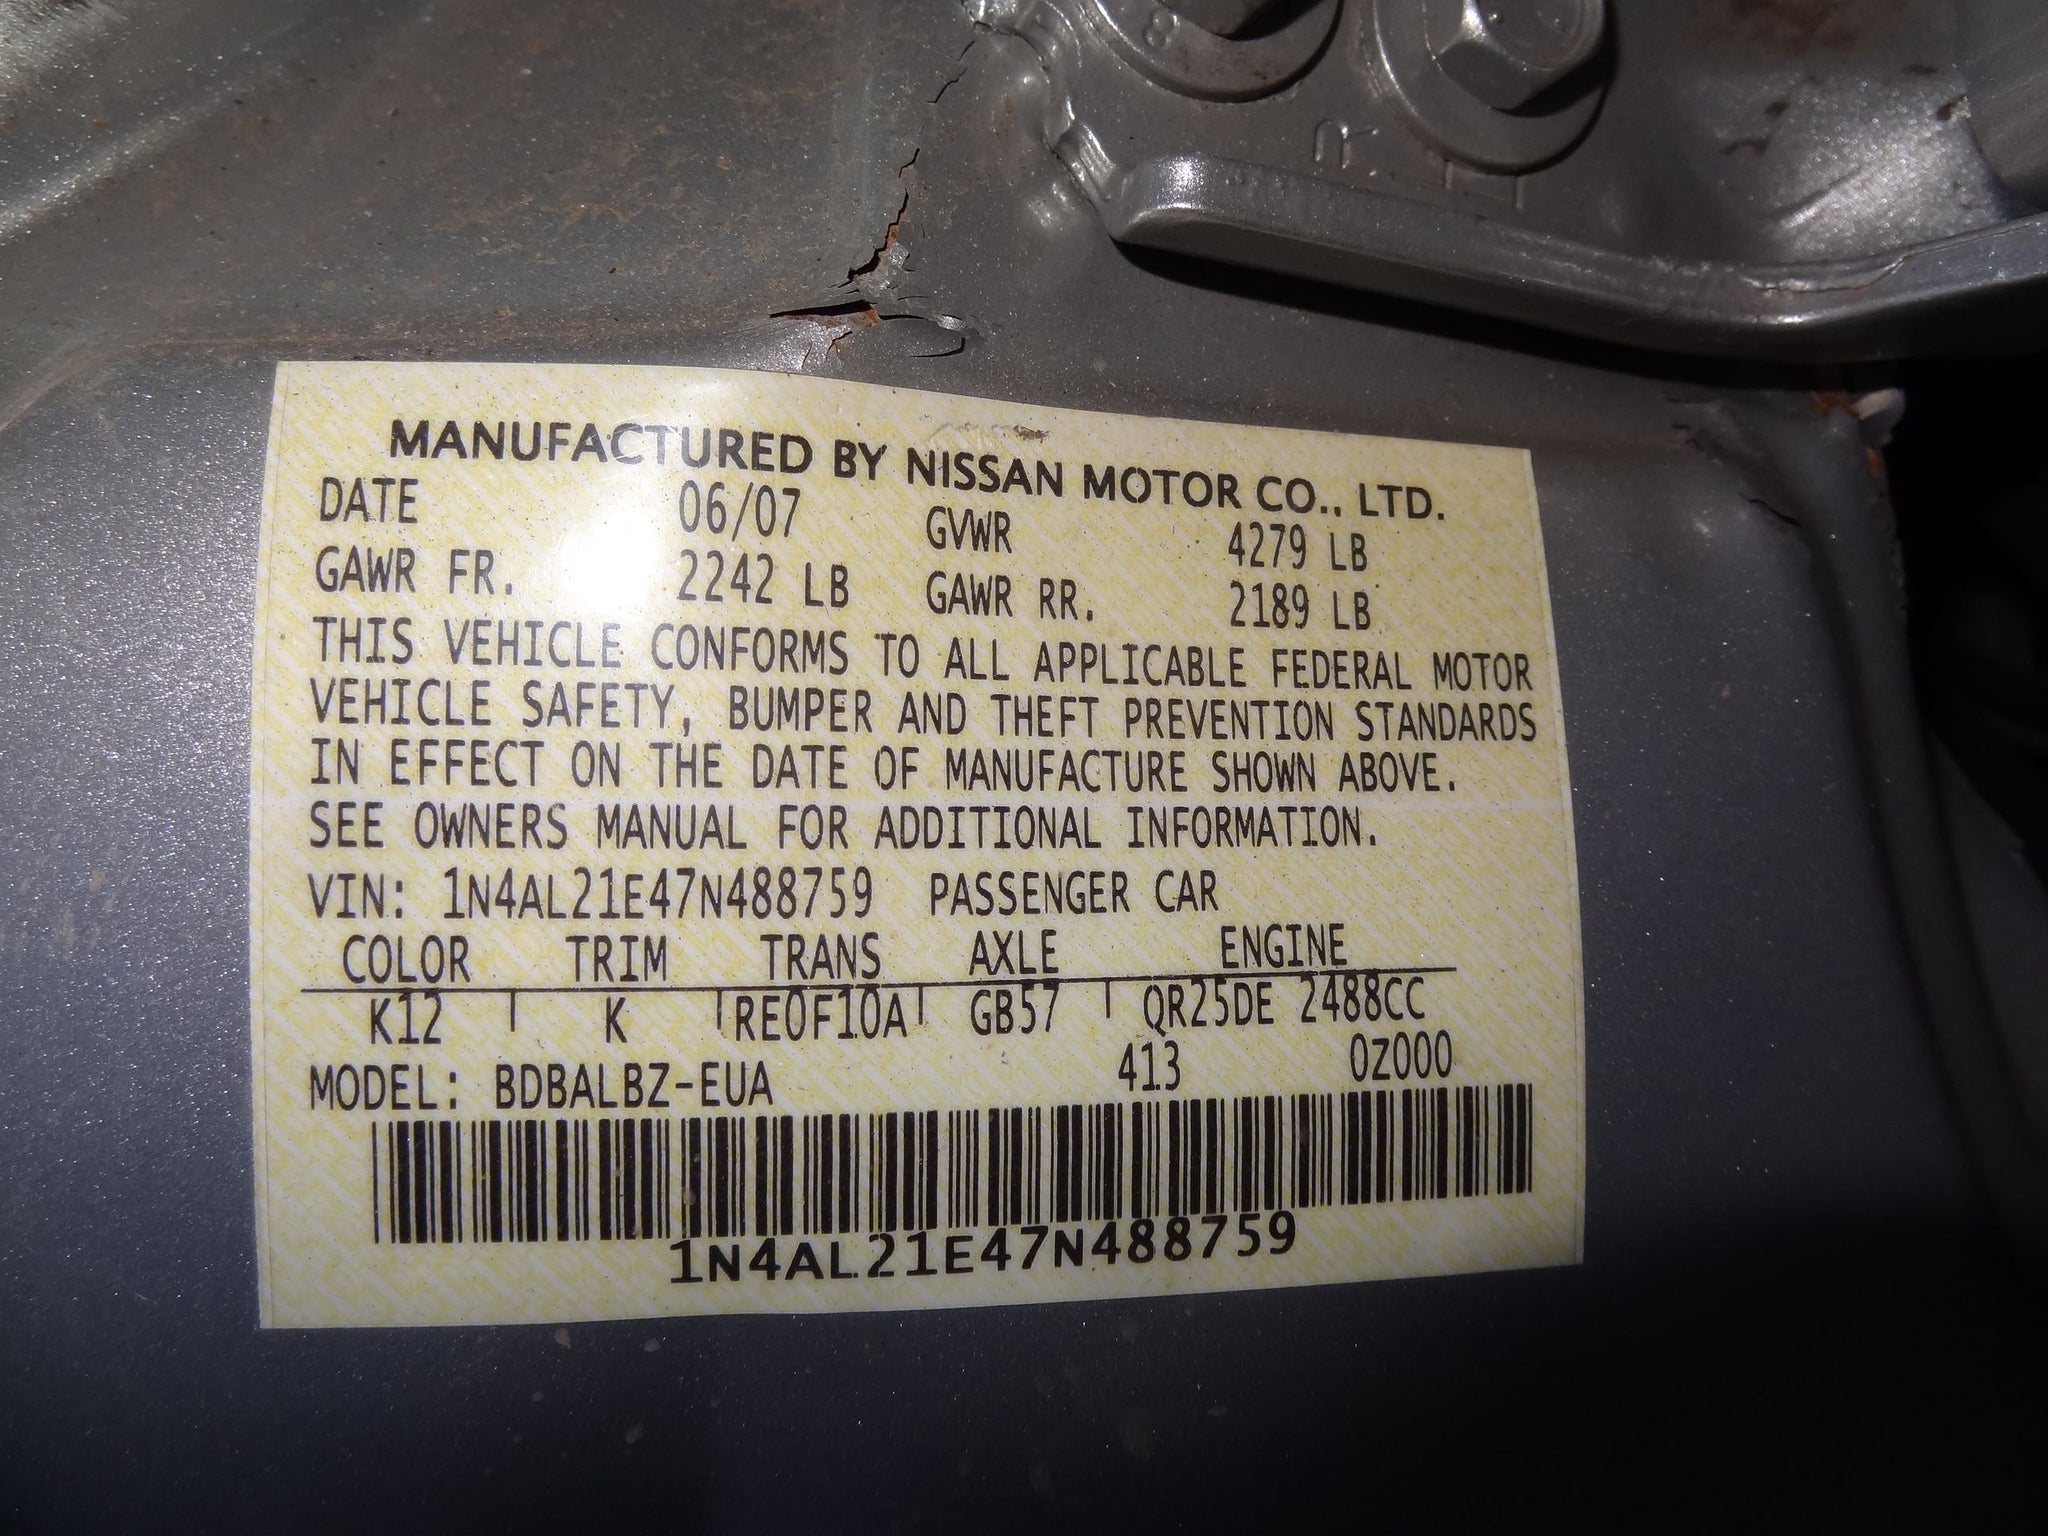 8
R
MANUFACTURED BY NISSAN MOTOR CO., LTD.
DATE 06/07 GVWR 4279 LB
GAWR FR. 2242 LB GAWR RR. 2189 LB
THIS VEHICLE CONFORMS TO ALL APPLICABLE FEDERAL MOTOR
VEHICLE SAFETY, BUMPER AND THEFT PREVENTION STANDARDS
IN EFFECT ON THE DATE OF MANUFACTURE SHOWN ABOVE.
SEE OWNERS MANUAL FOR ADDITIONAL INFORMATION.
VIN: 1N4AL21E47N488759 PASSENGER CAR
COLOR TRIM TRANS AXLE ENGINE
K12 K RE0F10A GB57 QR25DE 2488CC
413 0Z000
MODEL: BDBALBZ-EUA
1N4AL21E47N488759